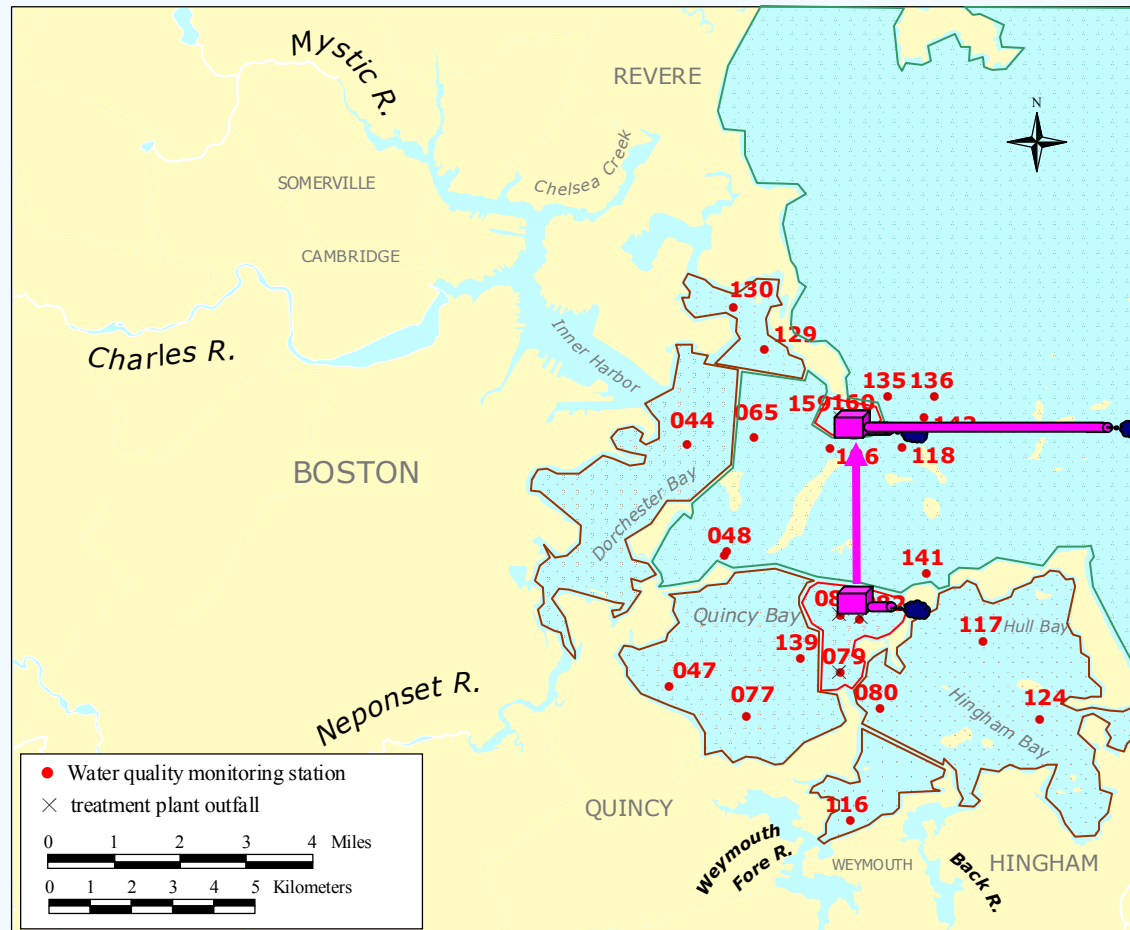 Mystic R.
REVERE
N
Chelsea Creek
SOMERVILLE
CAMBRIDGE
130
Inner Harbor
129
Charles R.
135
136
159
160
065
044
118
BOSTON
Dorchester Bay
048
141
Quincy Bay
117
Hull Bay
139
079
047
080
124
077
Hingham Bay
Neponset R.
Water quality monitoring station
treatment plant outfall
0 1 2 3 4 Miles
0 1 2 3 4 5 Kilometers
QUINCY
116
Weymouth
Fore R.
WEYMOUTH
Back R.
HINGHAM